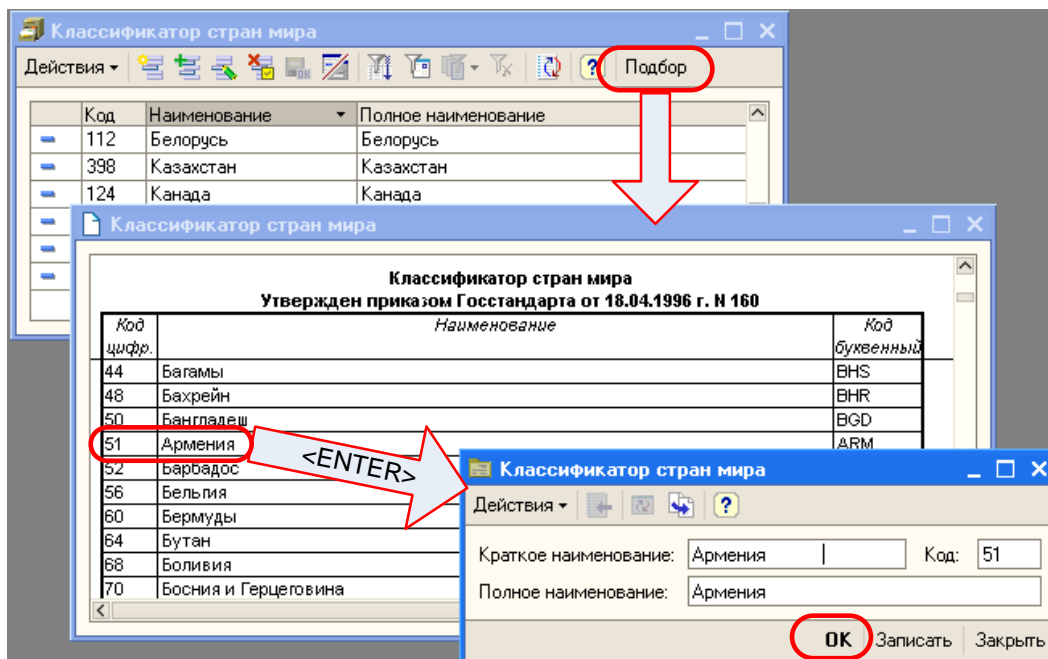 Классификатор стран мира
Действия
Подбор
Код Наименование Полное наименование
112 Белорусь Белорусь
398 Казахстан Казахстан
124 Канада Канада
Классификатор стран мира
Классификатор стран мира
Утвержден приказом Госстандарта от 18.04.1996 г. N 160
Код цифр. Наименование Код буквенный
44 Багамы BHS
48 Бахрейн BHR
50 Бангладеш BGD
51 Армения ARM
<ENTER>
52 Барбадос
56 Бельгия
60 Бермуды
64 Бутан
68 Боливия
70 Босния и Герцеговина
Классификатор стран мира
Действия
Краткое наименование: Армения Код: 51
Полное наименование: Армения
OK Записать Закрыть